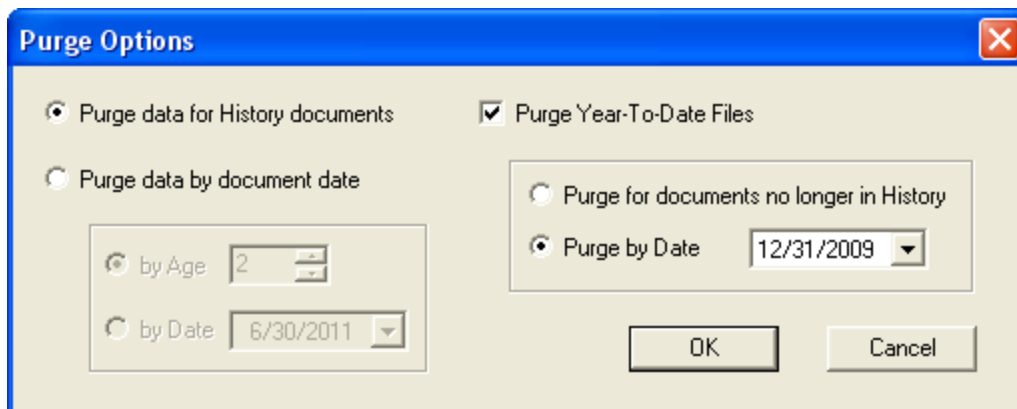 Purge Options
Purge data for History documents
Purge Year-To-Date Files
Purge data by document date
Purge for documents no longer in History
Purge by Date 12/31/2009
by Age 2
by Date 6/30/2011
OK
Cancel